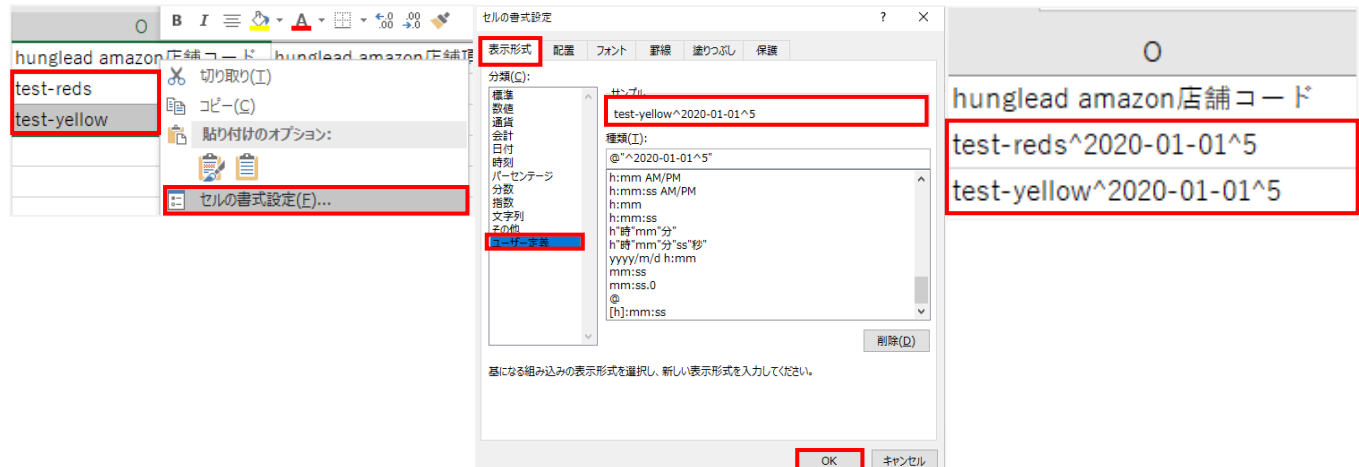 O
B I A
.00 .00
hunglead amazon店舗コード hunglead amazon店舗項
test-reds
test-yellow
切り取り(T)
コピー(C)
貼り付けのオプション:
セルの書式設定(F)...
セルの書式設定 ? ×
表示形式 配置 フォント 罫線 塗りつぶし 保護
分類(C):
標準
数値
通貨
会計
日付
時刻
パーセンテージ
分数
指数
文字列
その他
ユーザー定義
サンプル
test-yellow^2020-01-01^5
種類(T):
@"^2020-01-01^5"
h:mm AM/PM
h:mm:ss AM/PM
h:mm
h:mm:ss
h"時"mm"分"
h"時"mm"分"ss"秒"
yyyy/m/d h:mm
mm:ss
mm:ss.0
@
[h]:mm:ss
削除(D)
基になる組み込みの表示形式を選択し、新しい表示形式を入力してください。
OK キャンセル
O
hunglead amazon店舗コード
test-reds^2020-01-01^5
test-yellow^2020-01-01^5